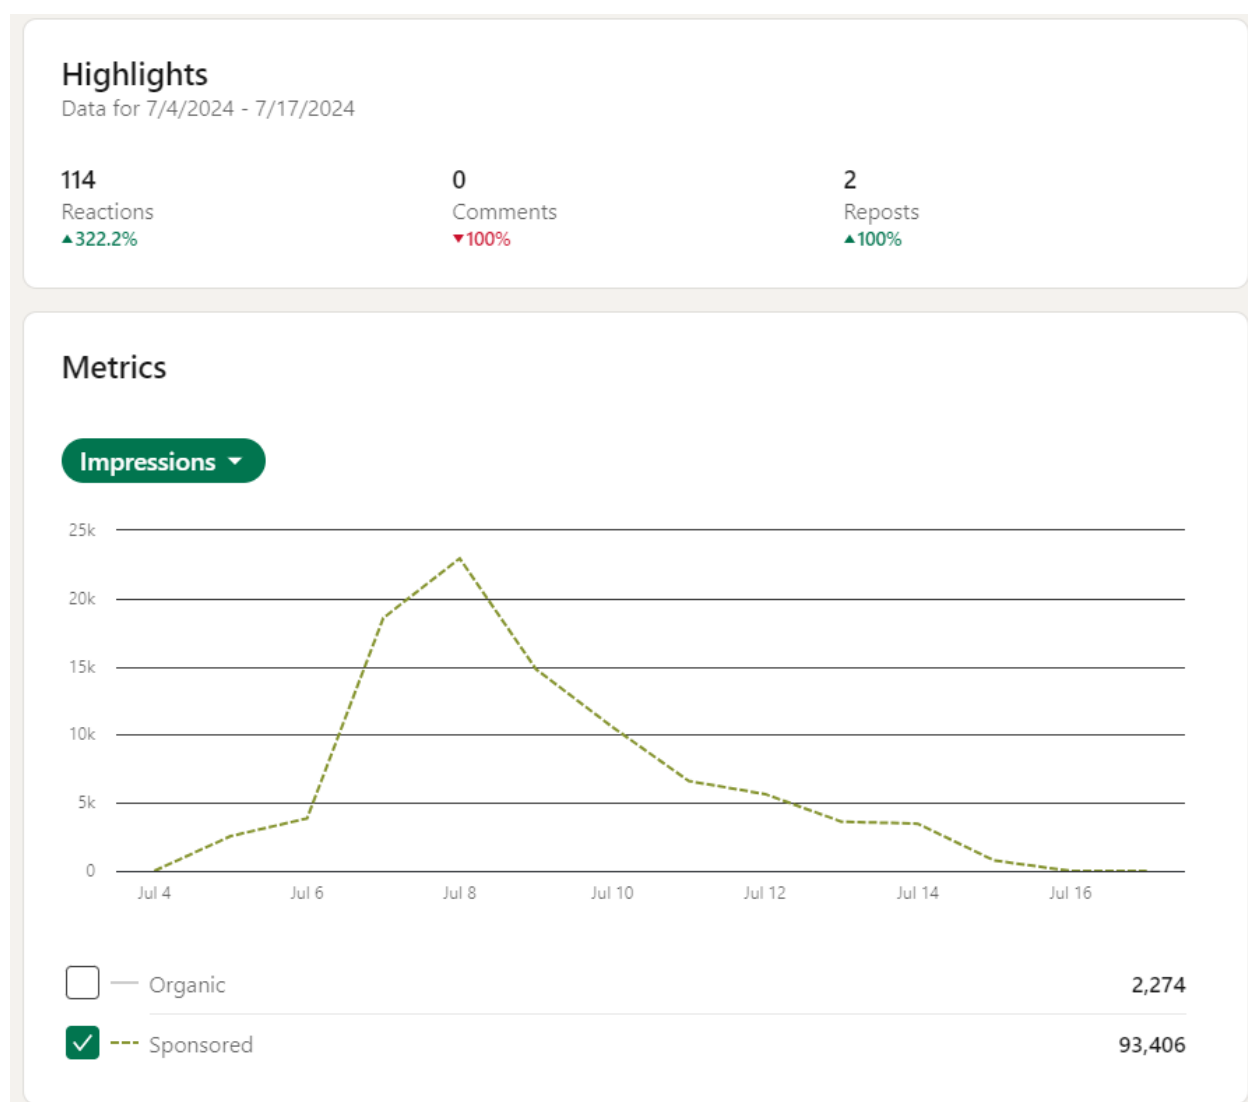 Highlights
Data for 7/4/2024 - 7/17/2024
114
Reactions
▲322.2%
0
Comments
▼100%
2
Reposts
▲100%
Metrics
Impressions
25k
20k
15k
10k
5k
0
Jul 4 Jul 6 Jul 8 Jul 10 Jul 12 Jul 14 Jul 16
Organic 2,274
Sponsored 93,406